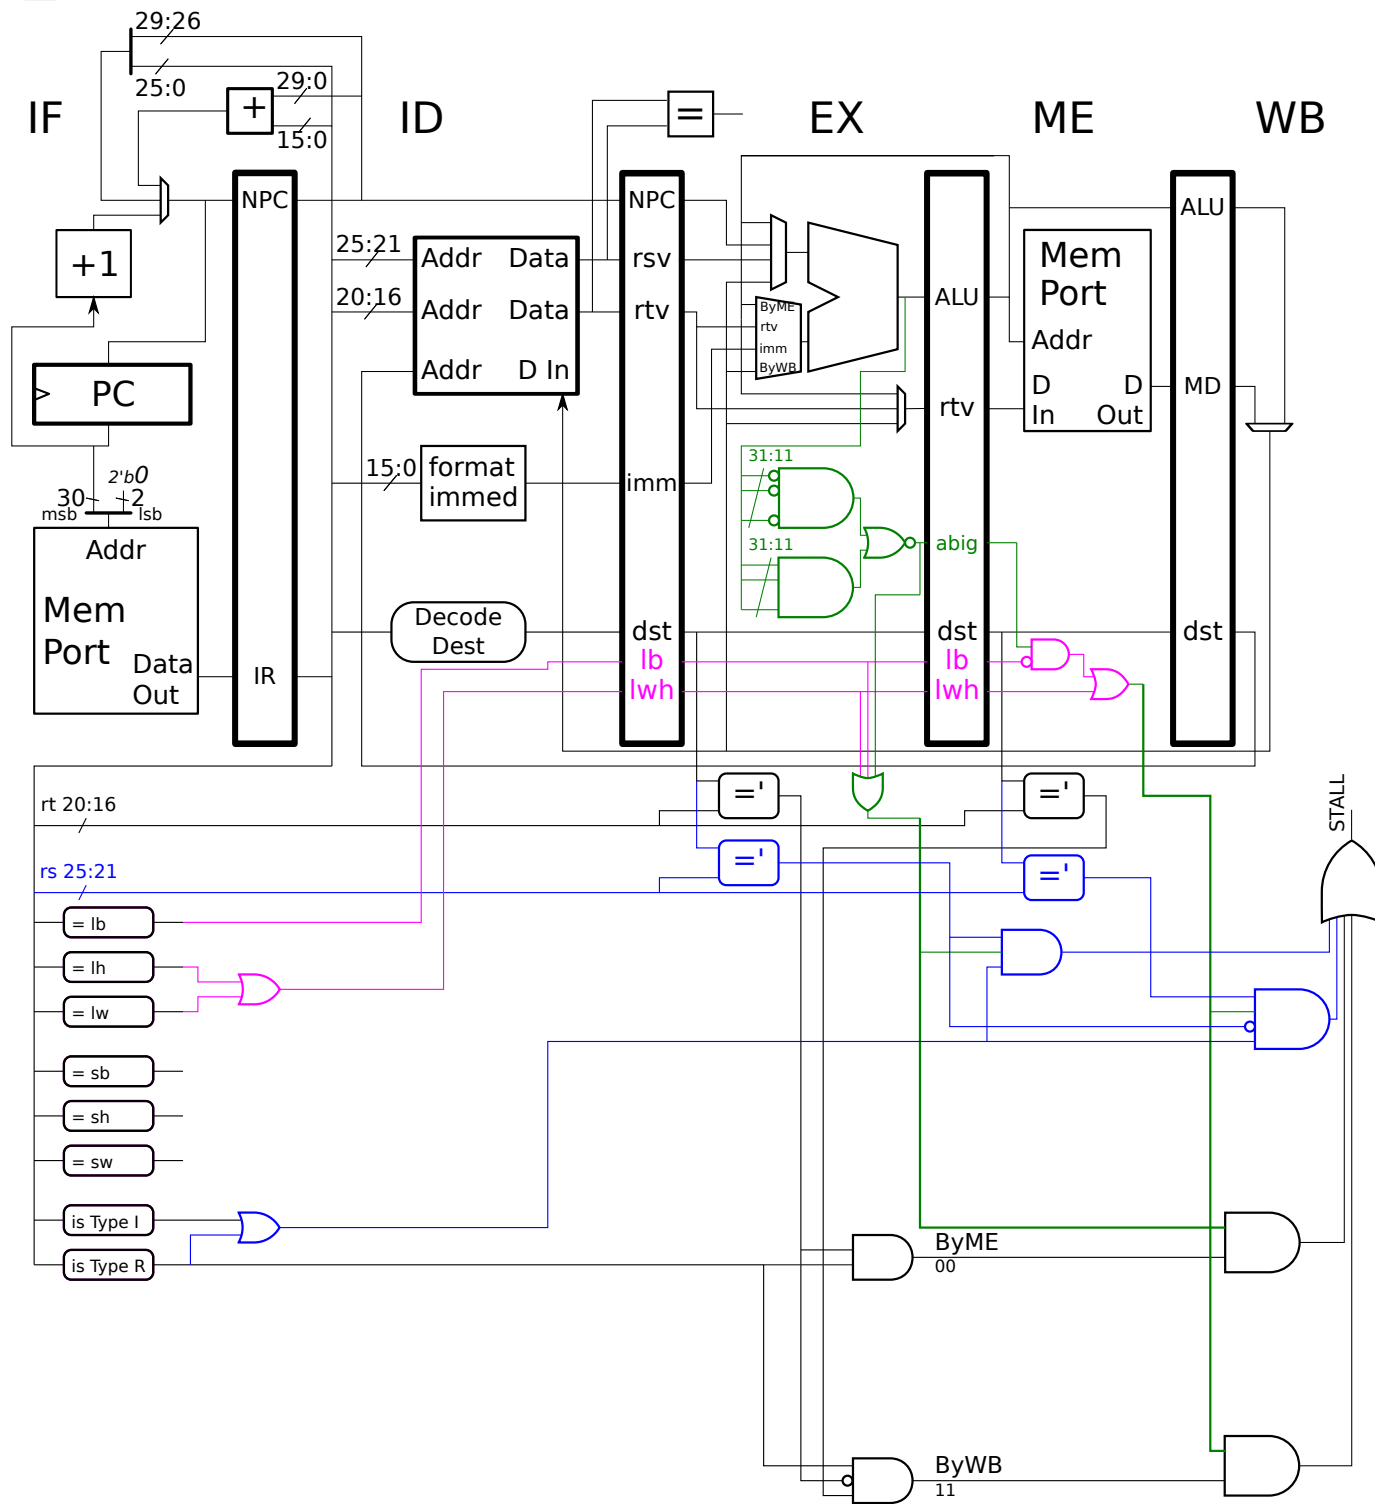 29:26
25:0
29:0
+
15:0
IF
ID
EX
ME
WB
=
NPC
NPC
ALU
+1
25:21
Addr
Data
rsv
Mem
Port
20:16
Addr
Data
rtv
ALU
ByME
rtv
imm
ByWB
Addr
Addr
D In
PC
D
In
D
Out
MD
rtv
15:0
format
immed
imm
31:11
2'b0
30
2
msb
lsb
Addr
Mem
Port
Data
Out
31:11
abig
Decode
Dest
dst
dst
dst
lb
lb
IR
lwh
lwh
rt 20:16
='
='
STALL
rs 25:21
='
='
= lb
= lh
= lw
= sb
= sh
= sw
is Type I
is Type R
ByME
00
ByWB
11